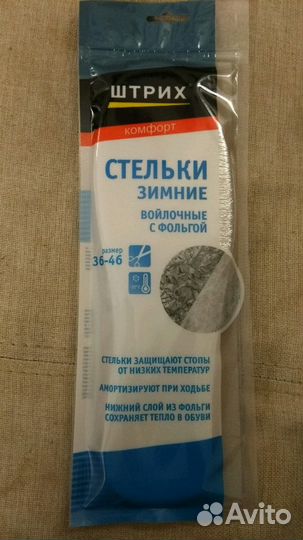 ШТРИХ
комфорт
СТЕЛЬКИ
ЗИМНИЕ
ВОЙЛОЧНЫЕ
С ФОЛЬГОЙ
размер
36-46
СТЕЛЬКИ ЗАЩИЩАЮТ СТОПЫ
ОТ НИЗКИХ ТЕМПЕРАТУР
АМОРТИЗИРУЮТ ПРИ ХОДЬБЕ
НИЖНИЙ СЛОЙ ИЗ ФОЛЬГИ
СОХРАНЯЕТ ТЕПЛО В ОБУВИ
Avito